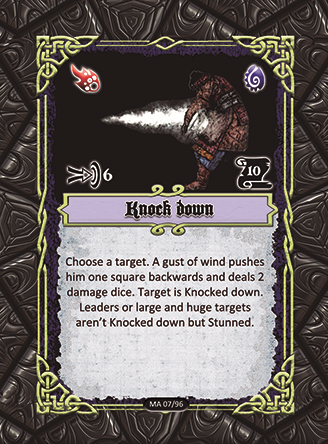 6
10
Knock down
Choose a target. A gust of wind pushes
him one square backwards and deals 2
damage dice. Target is Knocked down.
Leaders or large and huge targets
aren't Knocked down but Stunned.
MA 07/96